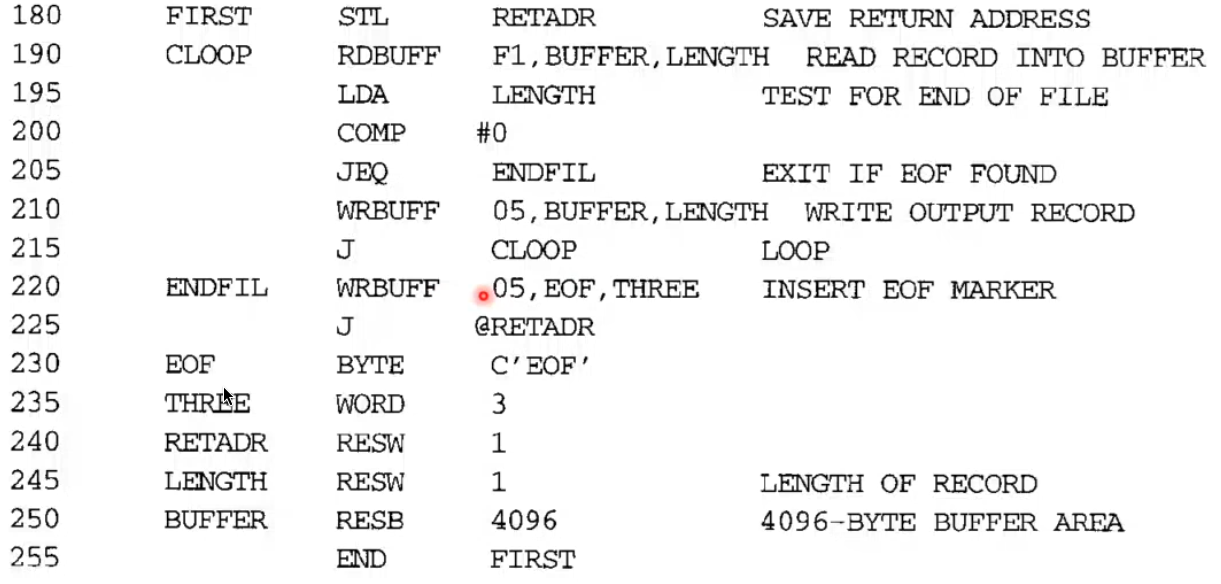 180 FIRST STL RETADR SAVE RETURN ADDRESS
190 CLOOP RDBUFF F1,BUFFER,LENGTH READ RECORD INTO BUFFER
195 LDA LENGTH TEST FOR END OF FILE
200 COMP #0
205 JEQ ENDFIL EXIT IF EOF FOUND
210 WRBUFF 05,BUFFER,LENGTH WRITE OUTPUT RECORD
215 J CLOOP LOOP
220 ENDFIL WRBUFF 05,EOF,THREE INSERT EOF MARKER
225 J @RETADR
230 EOF BYTE C'EOF'
235 THREE WORD 3
240 RETADR RESW 1
245 LENGTH RESW 1 LENGTH OF RECORD
250 BUFFER RESB 4096 4096-BYTE BUFFER AREA
255 END FIRST